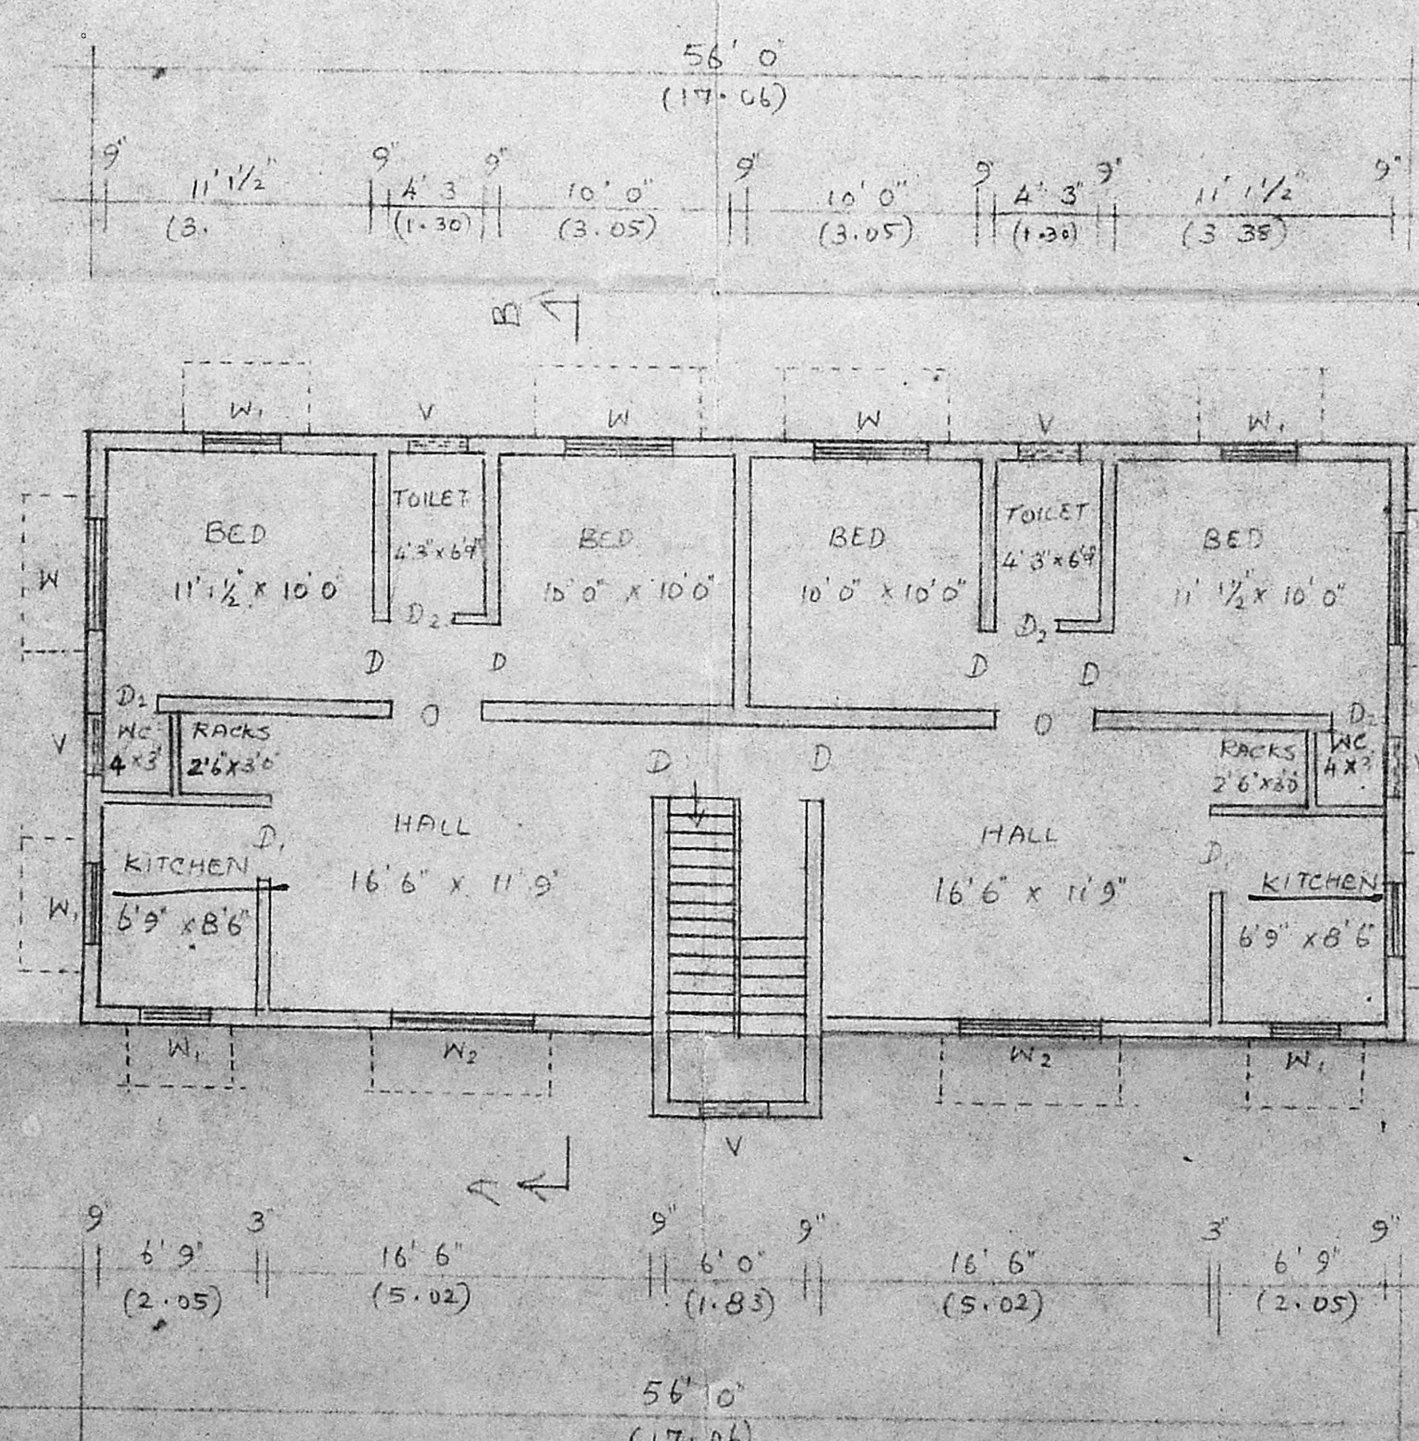 56' 0
(17.06)
9" 9" 9" 9" 9" 9" 9"
11' 1½" 4' 3 10' 0" 10' 0" 4' 3" 11' 1½"
(3. (1.30) (3.05) (3.05) (1.30) (3 38)
B
W1 V W W V W1
TOILET TOILET
BED BED BED BED
4'3"x6'9" 4'3"x6'9
W
11' 1½" x 10'0 10' 0" x 10'0" 10' 0" x 10'0" 11' 1½ x 10' 0"
D2 D2
D D D D
D2 O O D2
V WC RACKS RACKS WC
4 x 3' 2'6"x3'0" D D 2'6"x3'0 4 x 3
HALL HALL
D1 D1
KITCHEN KITCHEN
16' 6" x 11' 9" 16' 6" x 11'9"
W1 6'9" x 8'6" 6'9" x 8'6"
W1 W2 W2 W1
V
9" 3" 9" 9" 3" 9"
6' 9" 16' 6" 6' 0" 16' 6" 6' 9"
(2.05) (5.02) (1.83) (5.02) (2.05)
56' 0"
(17.06)